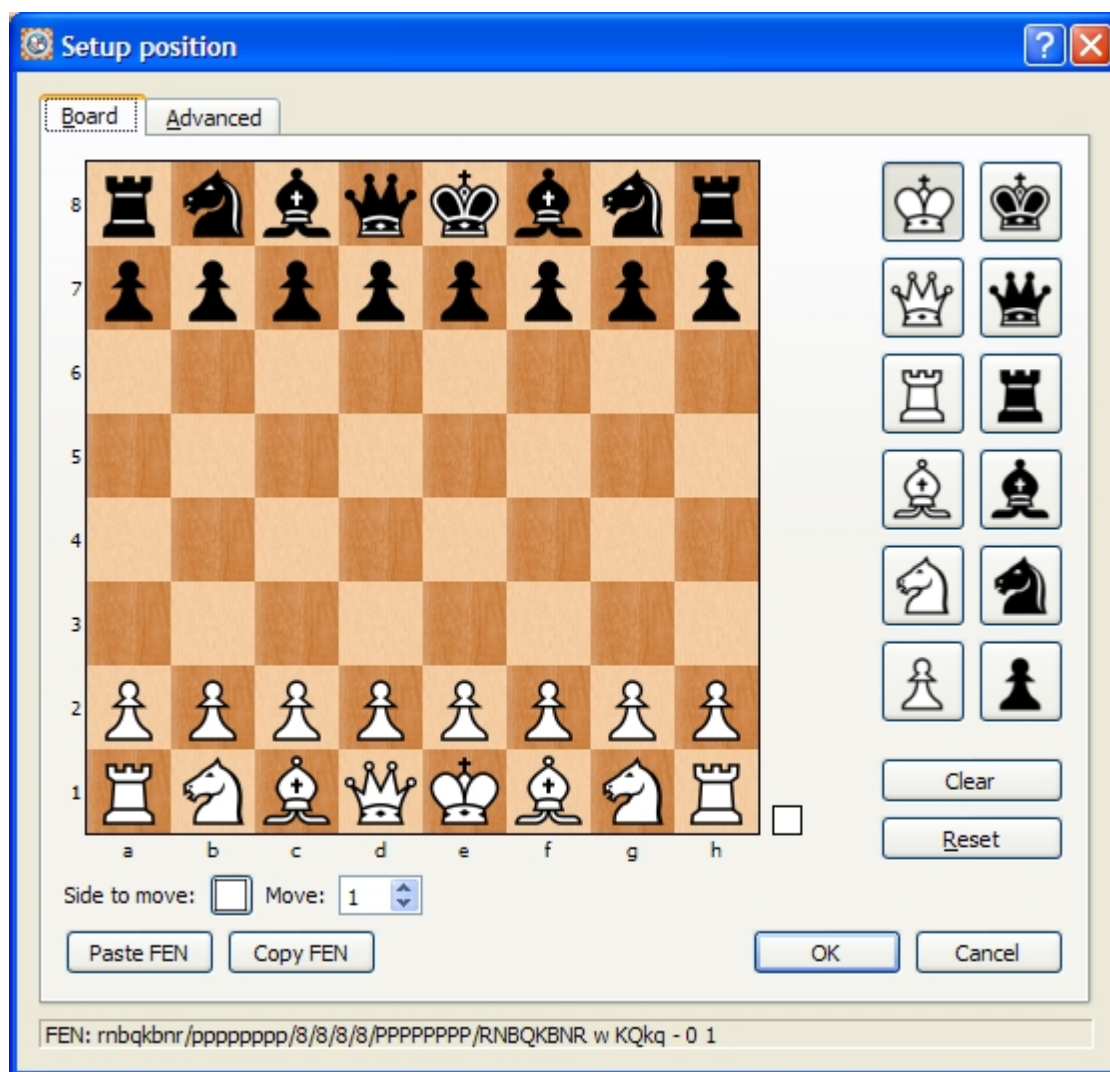 Setup position
Board Advanced
8
7
6
5
4
3
2
1
a b c d e f g h
Clear
Reset
Side to move: Move: 1
Paste FEN Copy FEN OK Cancel
FEN: rnbqkbnr/pppppppp/8/8/8/8/PPPPPPPP/RNBQKBNR w KQkq - 0 1